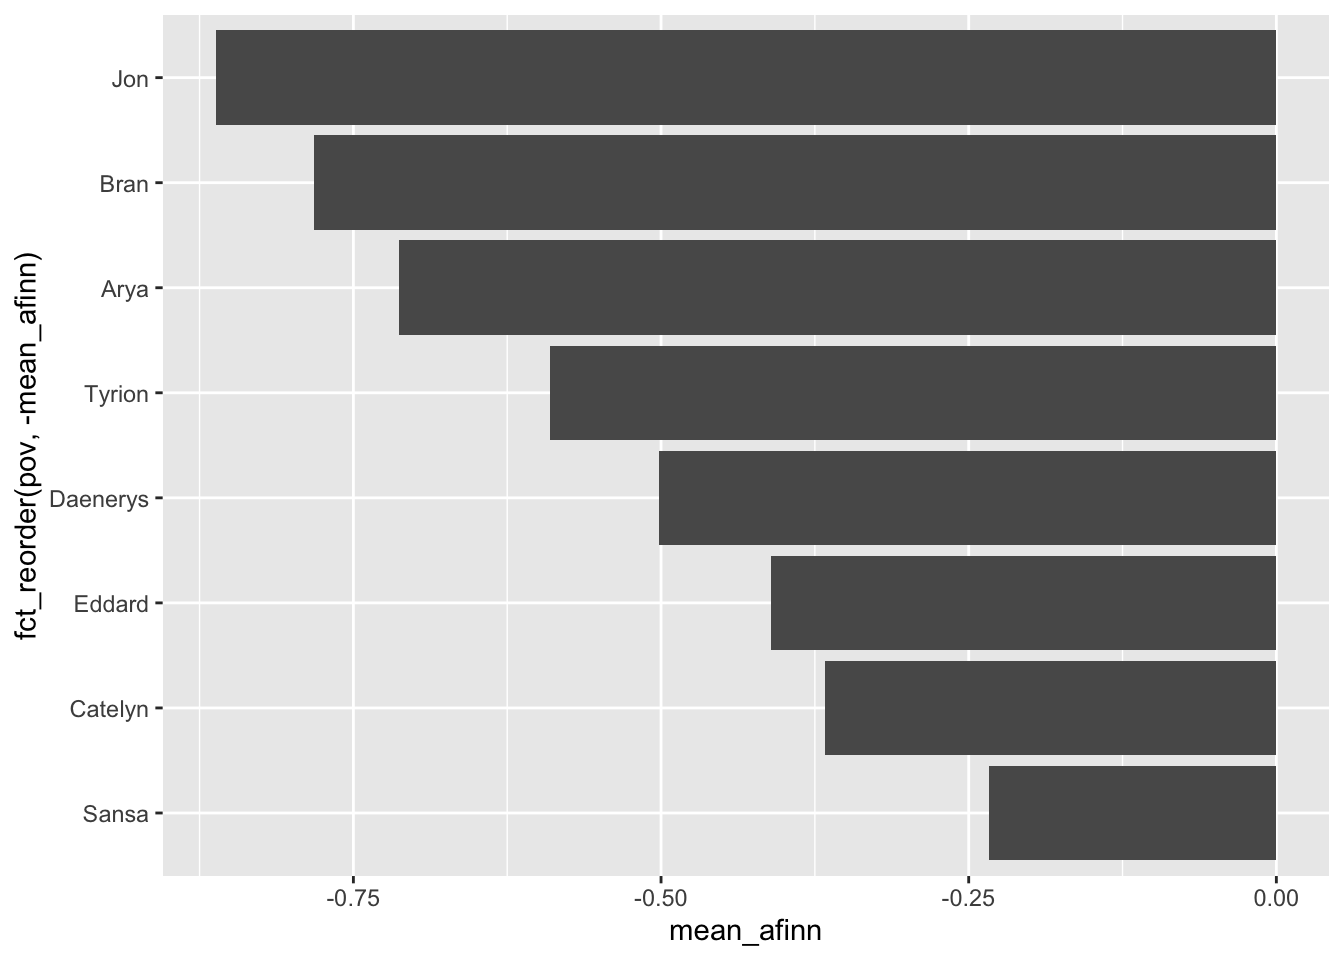 fct_reorder(pov, -mean_afinn)
Jon
Bran
Arya
Tyrion
Daenerys
Eddard
Catelyn
Sansa
-0.75 -0.50 -0.25 0.00
mean_afinn